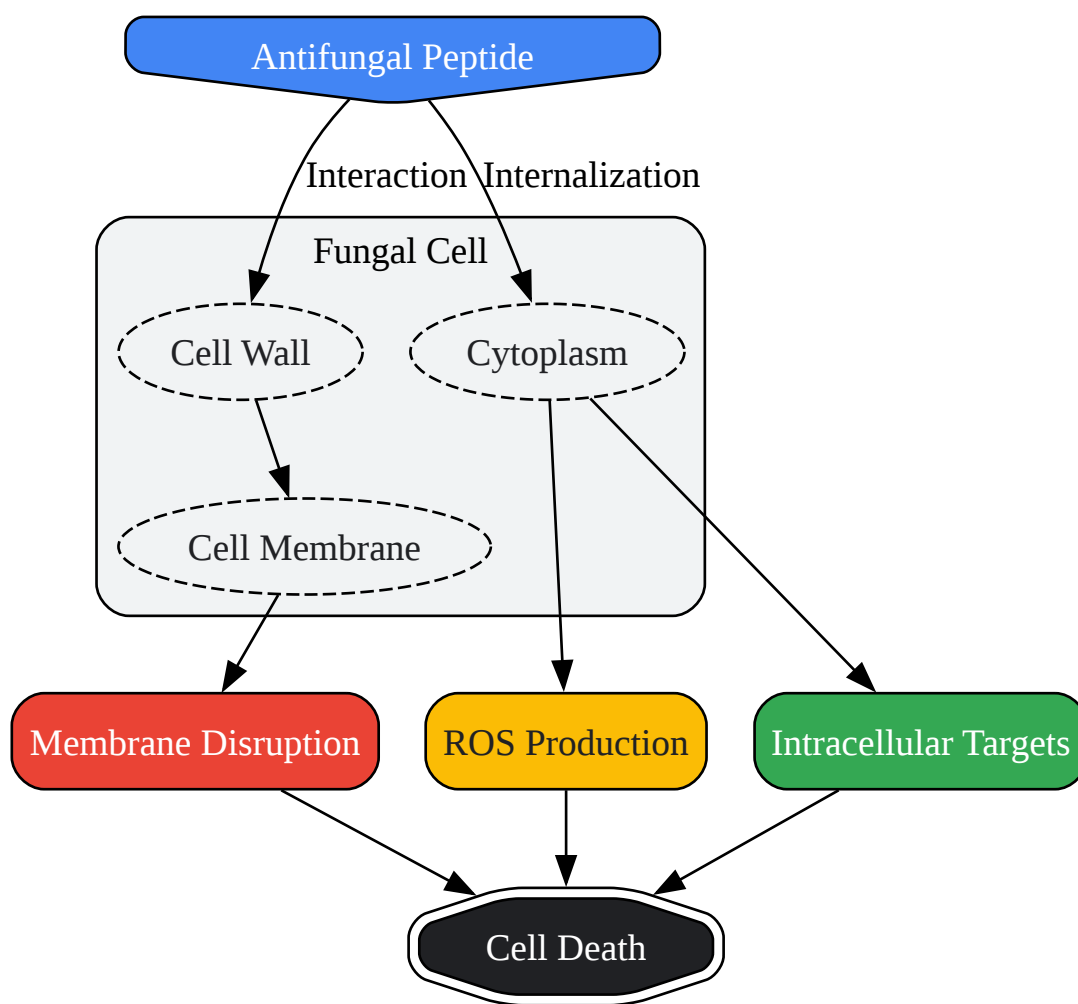 Antifungal Peptide
Interaction
Internalization
Fungal Cell
Cell Wall
Cytoplasm
Cell Membrane
Membrane Disruption
ROS Production
Intracellular Targets
Cell Death